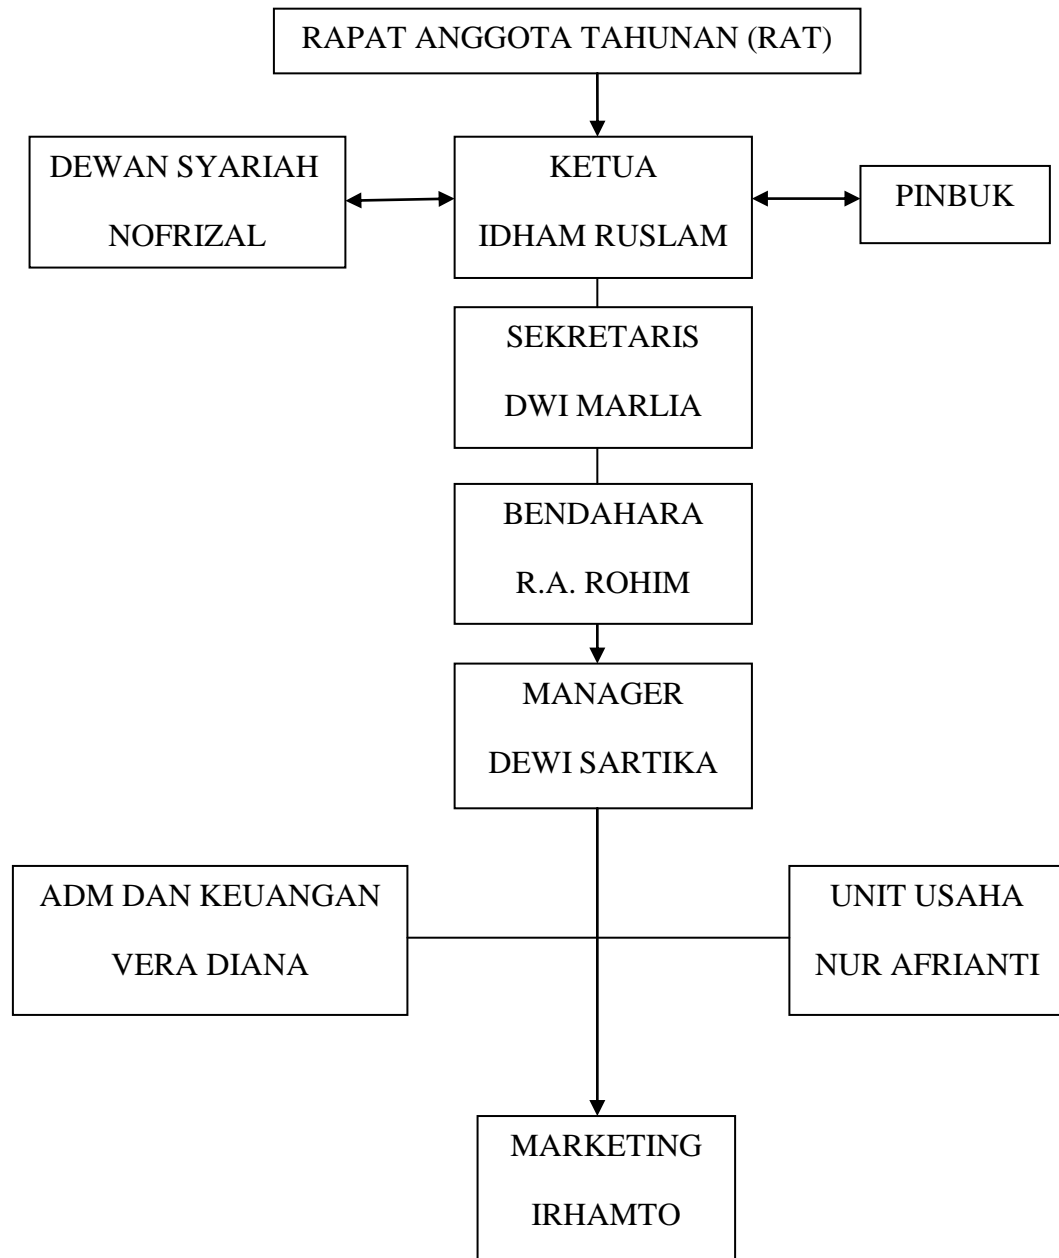 RAPAT ANGGOTA TAHUNAN (RAT)
DEWAN SYARIAH
NOFRIZAL
KETUA
IDHAM RUSLAM
PINBUK
SEKRETARIS
DWI MARLIA
BENDAHARA
R.A. ROHIM
MANAGER
DEWI SARTIKA
ADM DAN KEUANGAN
VERA DIANA
UNIT USAHA
NUR AFRIANTI
MARKETING
IRHAMTO